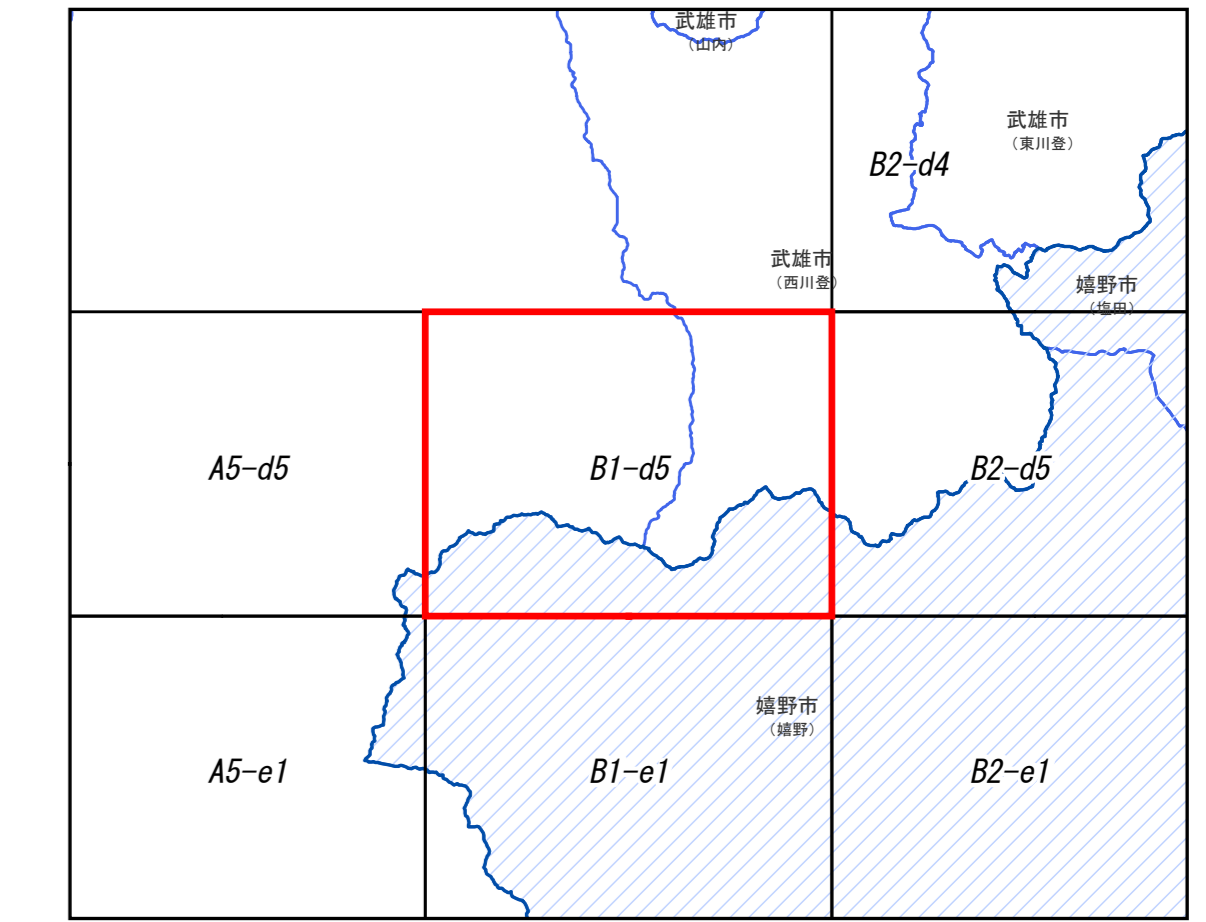 武雄市
（山内）
武雄市
（東川登）
B2-d4
武雄市
（西川登）
嬉野市
（塩田）
A5-d5
B1-d5
B2-d5
嬉野市
（嬉野）
A5-e1
B1-e1
B2-e1